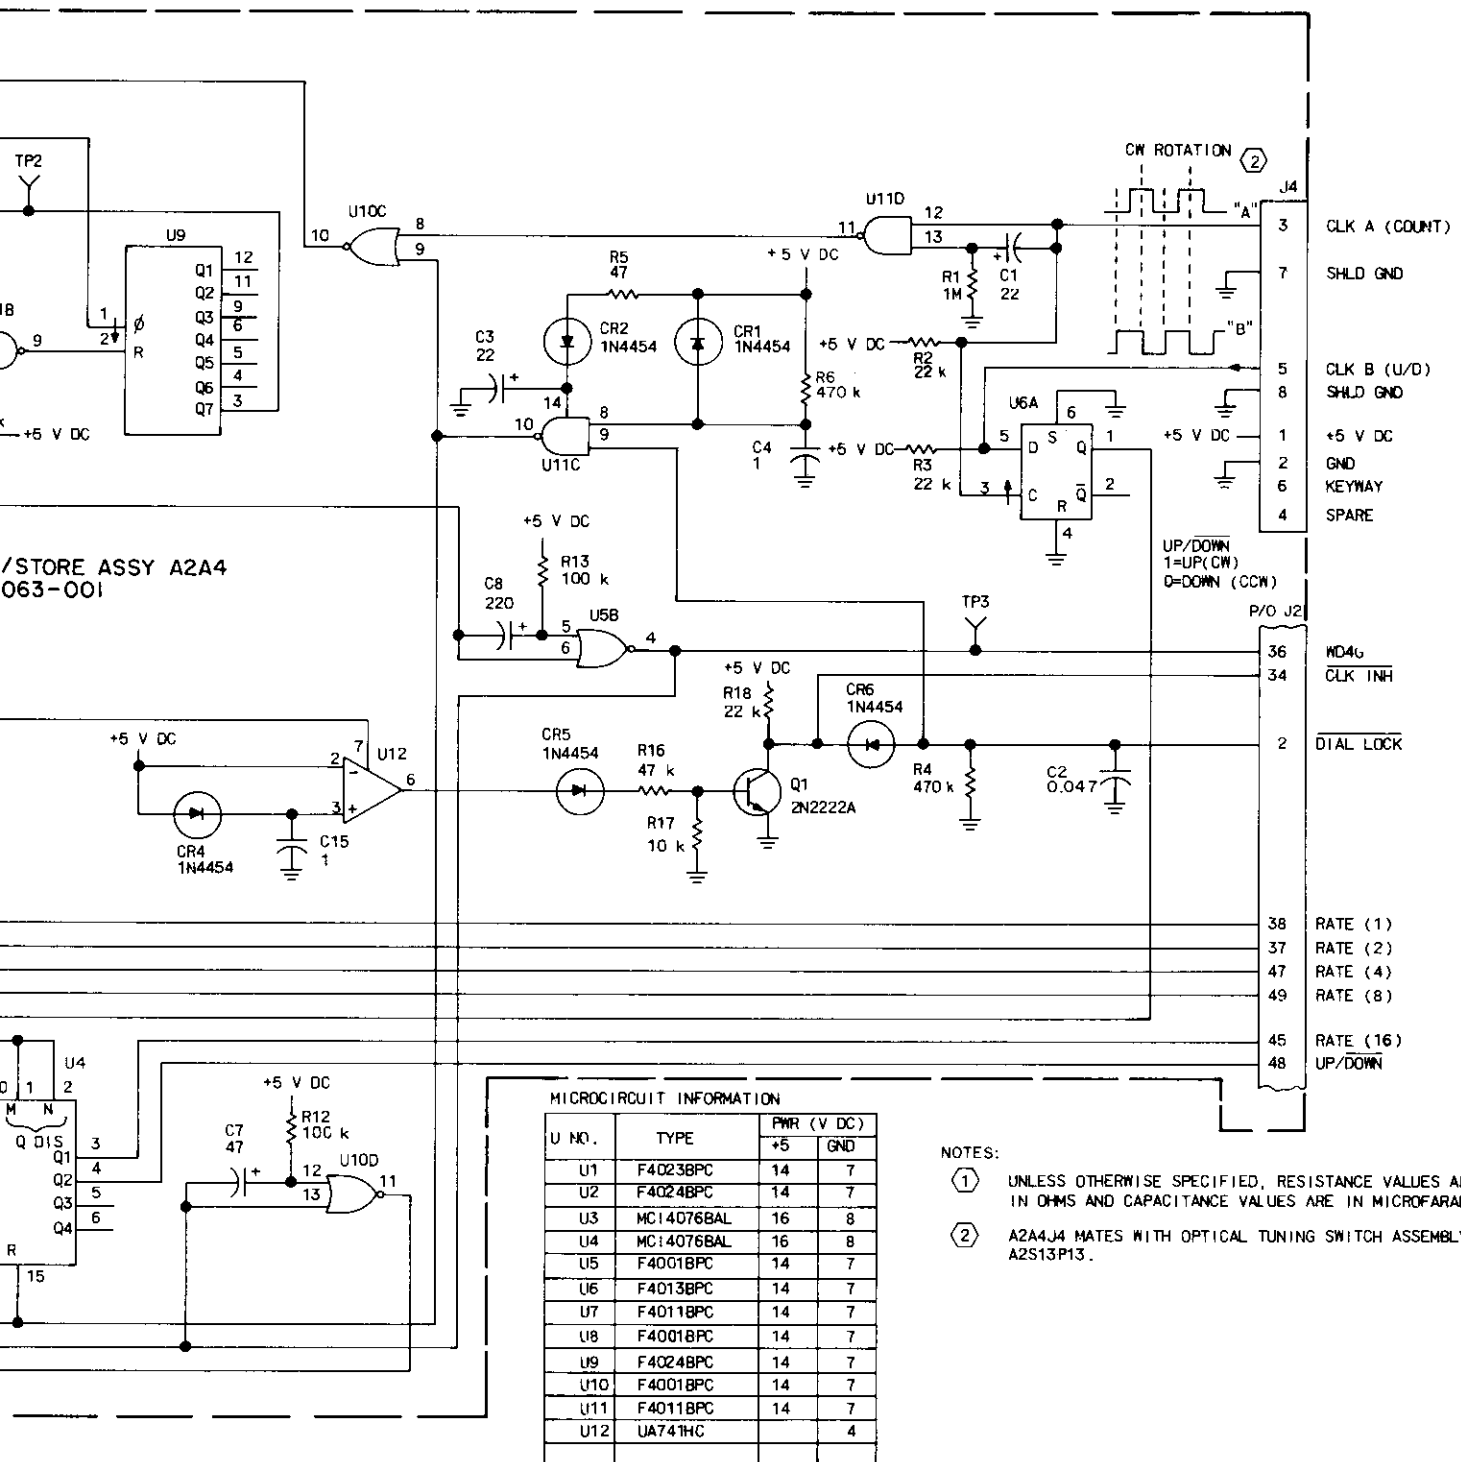 CW ROTATION 2
J4
TP2
U10C
U11D
"A"
3 CLK A (COUNT)
10 8 9
11 12 13
U9
+5 V DC
R5
47
R1
1M
C1
22
7 SHLD GND
Q1 12
Q2 11
Q3 9
Q4 6
Q5 5
Q6 4
Q7 3
1 Ø
2 R
9
+5 V DC
C3
22
CR2
1N4454
CR1
1N4454
+5 V DC
R2
22 k
"B"
5 CLK B (U/D)
8 SHLD GND
R6
470 k
U6A
14
10 8 9
U11C
C4
1
+5 V DC
R3
22 k
6
5 D S Q 1
3 C Q 2
R
4
+5 V DC
1 +5 V DC
2 GND
6 KEYWAY
4 SPARE
/STORE ASSY A2A4
063-001
+5 V DC
R13
100 k
C8
220
U5B
5 6 4
UP/DOWN
1=UP(CW)
0=DOWN (CCW)
TP3
P/O J2
36 WD4G
34 CLK INH
2 DIAL LOCK
+5 V DC
R18
22 k
CR6
1N4454
+5 V DC
U12
7
2 -
3 +
6
CR4
1N4454
C15
1
CR5
1N4454
R16
47 k
R17
10 k
Q1
2N2222A
R4
470 k
C2
0.047
38 RATE (1)
37 RATE (2)
47 RATE (4)
49 RATE (8)
45 RATE (16)
48 UP/DOWN
U4
1 2
M N
Q DIS
Q1 3
Q2 4
Q3 5
Q4 6
R
15
+5 V DC
R12
100 k
C7
47
U10D
12 13 11
MICROCIRCUIT INFORMATION
U NO. TYPE PWR (V DC)
+5 GND
U1 F4023BPC 14 7
U2 F4024BPC 14 7
U3 MC14076BAL 16 8
U4 MC14076BAL 16 8
U5 F4001BPC 14 7
U6 F4013BPC 14 7
U7 F4011BPC 14 7
U8 F4001BPC 14 7
U9 F4024BPC 14 7
U10 F4001BPC 14 7
U11 F4011BPC 14 7
U12 UA741HC 4
NOTES:
1 UNLESS OTHERWISE SPECIFIED, RESISTANCE VALUES
IN OHMS AND CAPACITANCE VALUES ARE IN
2 A2A4J4 MATES WITH OPTICAL TUNING SWITCH
A2S13P13.